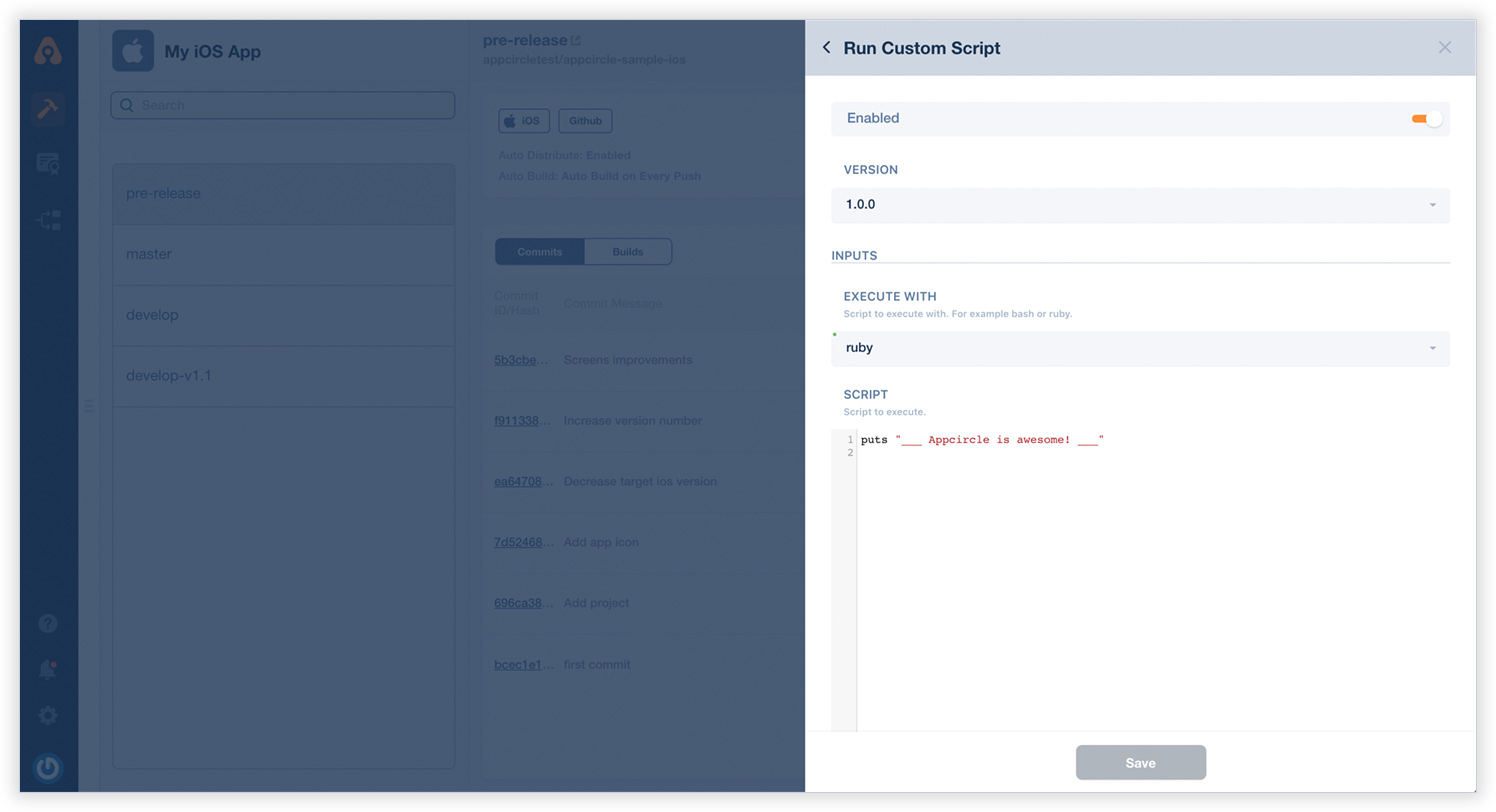 My iOS App
Search
pre-release
master
develop
develop-v1.1
pre-release
appcircletest/appcircle-sample-ios
iOS
Github
Auto Distribute: Enabled
Auto Build: Auto Build on Every Push
Commits
Builds
Commit ID/Hash
Commit Message
5b3cbe... Screens improvements
f911338... Increase version number
ea64708... Decrease target ios version
7d52468... Add app icon
696ca38... Add project
bcec1e1... first commit
Run Custom Script
Enabled
VERSION
1.0.0
INPUTS
EXECUTE WITH
Script to execute with. For example bash or ruby.
ruby
SCRIPT
Script to execute.
1 puts "___ Appcircle is awesome! ___"
2
Save